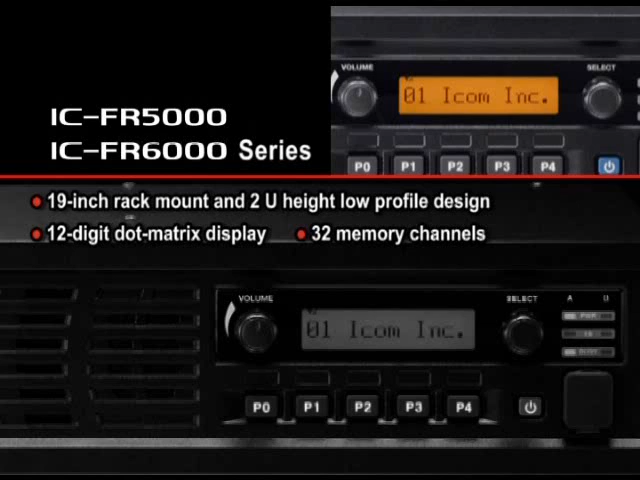 VOLUME
SELECT
01 Icom Inc.
IC-FR5000
IC-FR6000 Series
P0 P1 P2 P3 P4
• 19-inch rack mount and 2 U height low profile design
• 12-digit dot-matrix display • 32 memory channels
VOLUME
SELECT
A
01 Icom Inc.
PWR
P0 P1 P2 P3 P4